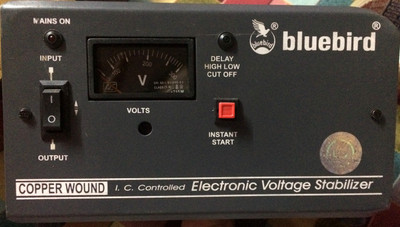 MAINS ON
bluebird®
INPUT
DELAY
HIGH LOW
CUT OFF
V
VOLTS
I
O
INSTANT
START
OUTPUT
COPPER WOUND I. C. Controlled Electronic Voltage Stabilizer